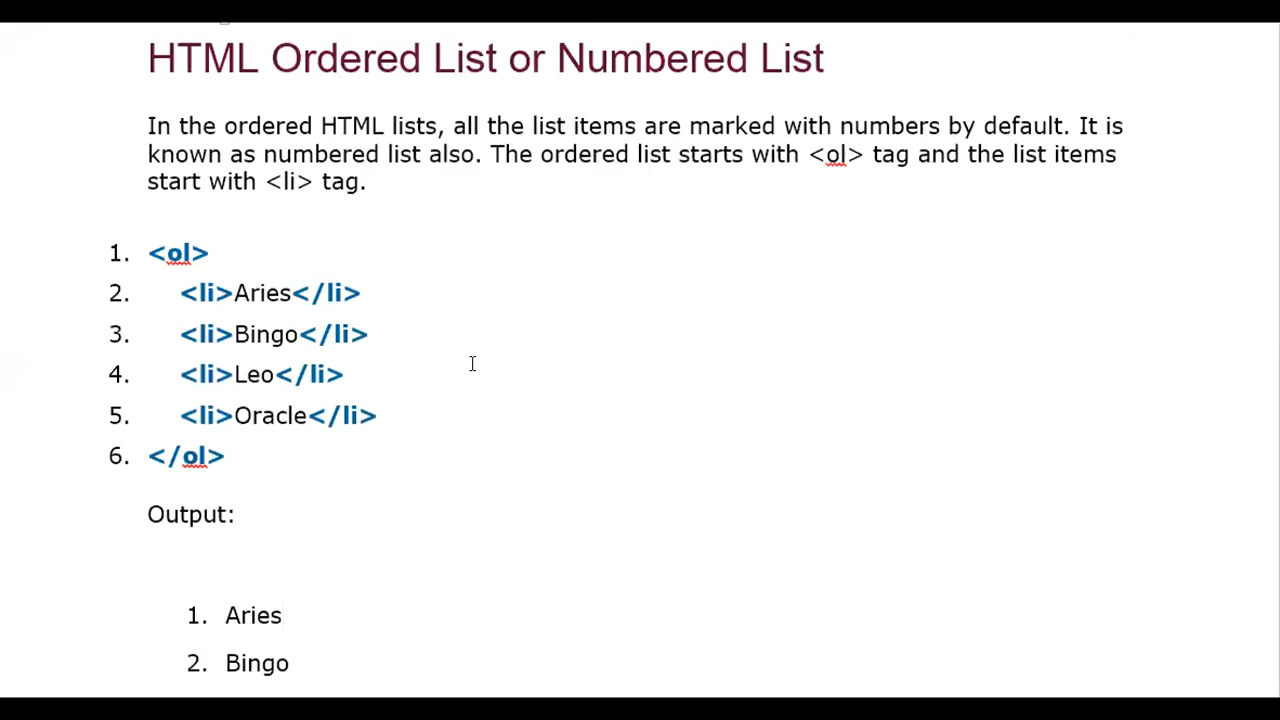 HTML Ordered List or Numbered List
In the ordered HTML lists, all the list items are marked with numbers by default. It is
known as numbered list also. The ordered list starts with <ol> tag and the list items
start with <li> tag.
1. <ol>
2. <li>Aries</li>
3. <li>Bingo</li>
4. <li>Leo</li>
5. <li>Oracle</li>
6. </ol>
Output:
1. Aries
2. Bingo